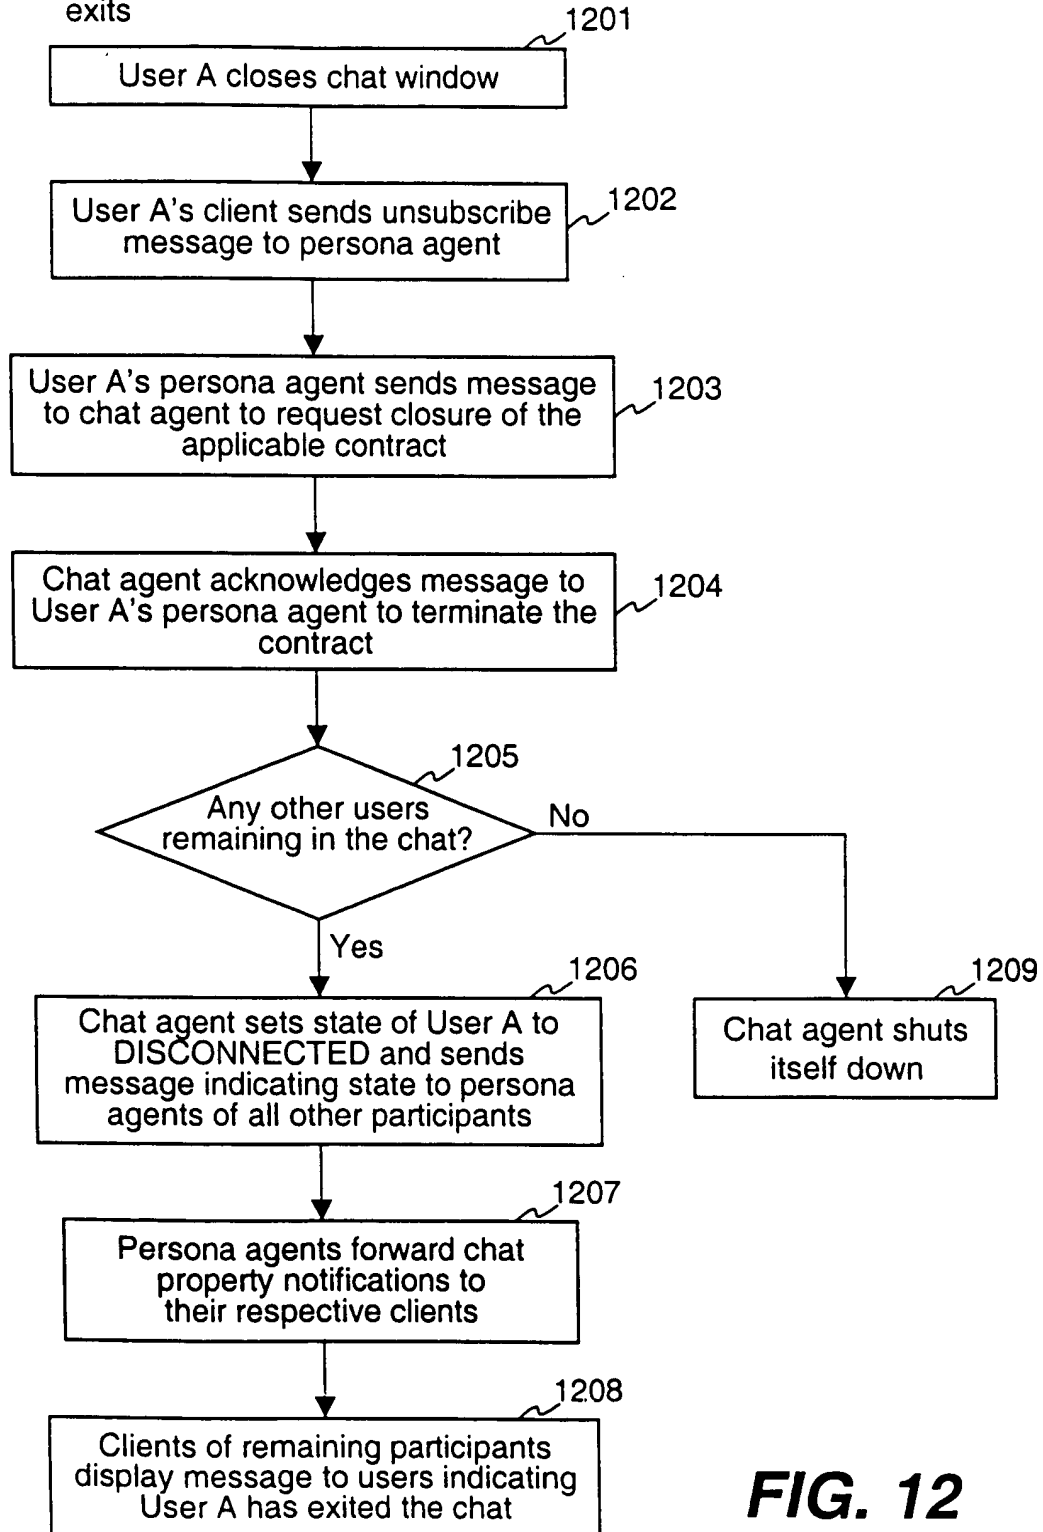 exits
1201
User A closes chat window
1202
User A's client sends unsubscribe
message to persona agent
1203
User A's persona agent sends message
to chat agent to request closure of the
applicable contract
1204
Chat agent acknowledges message to
User A's persona agent to terminate the
contract
1205
Any other users
remaining in the chat?
No
Yes
1206
Chat agent sets state of User A to
DISCONNECTED and sends
message indicating state to persona
agents of all other participants
1209
Chat agent shuts
itself down
1207
Persona agents forward chat
property notifications to
their respective clients
1208
Clients of remaining participants
display message to users indicating
User A has exited the chat
FIG. 12